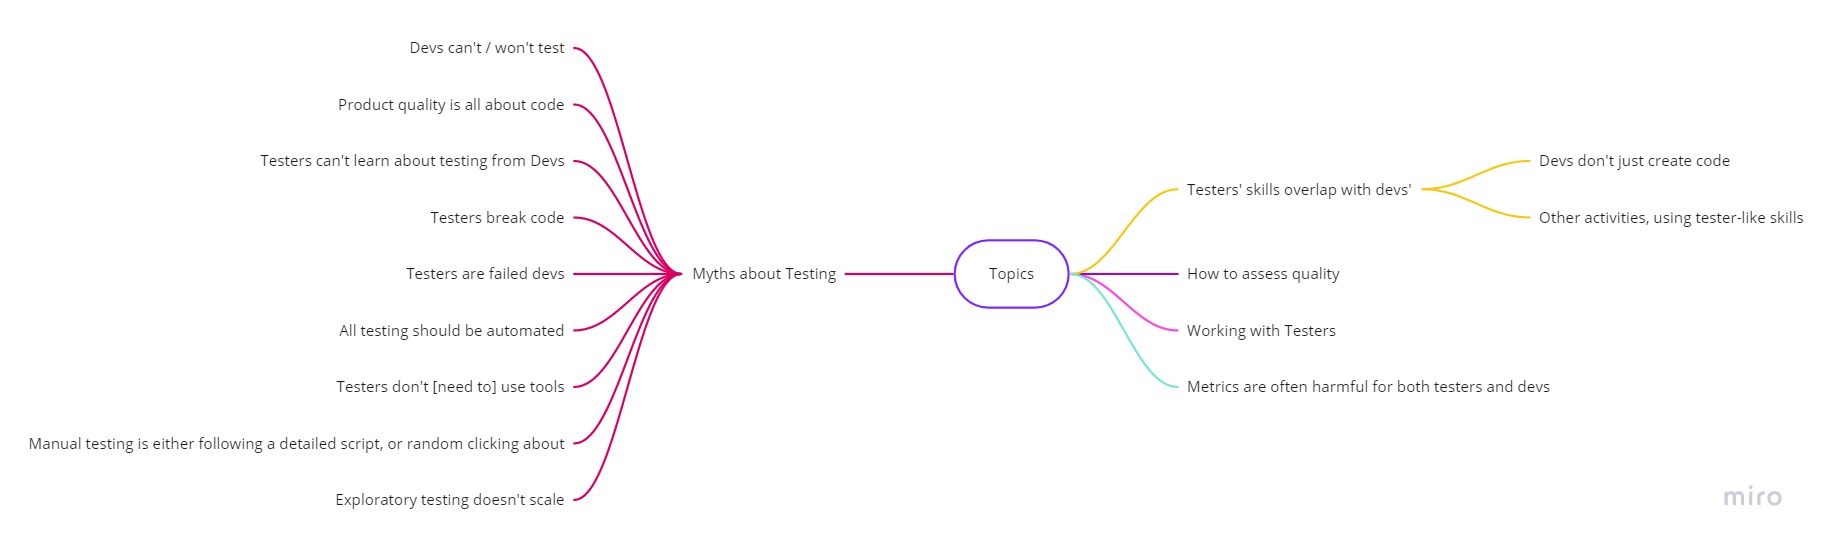 Devs can't / won't test
Product quality is all about code
Testers can't learn about testing from Devs
Testers break code
Testers are failed devs
All testing should be automated
Testers don't [need to] use tools
Manual testing is either following a detailed script, or random clicking about
Exploratory testing doesn't scale
Myths about Testing
Topics
Testers' skills overlap with devs'
Devs don't just create code
Other activities, using tester-like skills
How to assess quality
Working with Testers
Metrics are often harmful for both testers and devs
miro